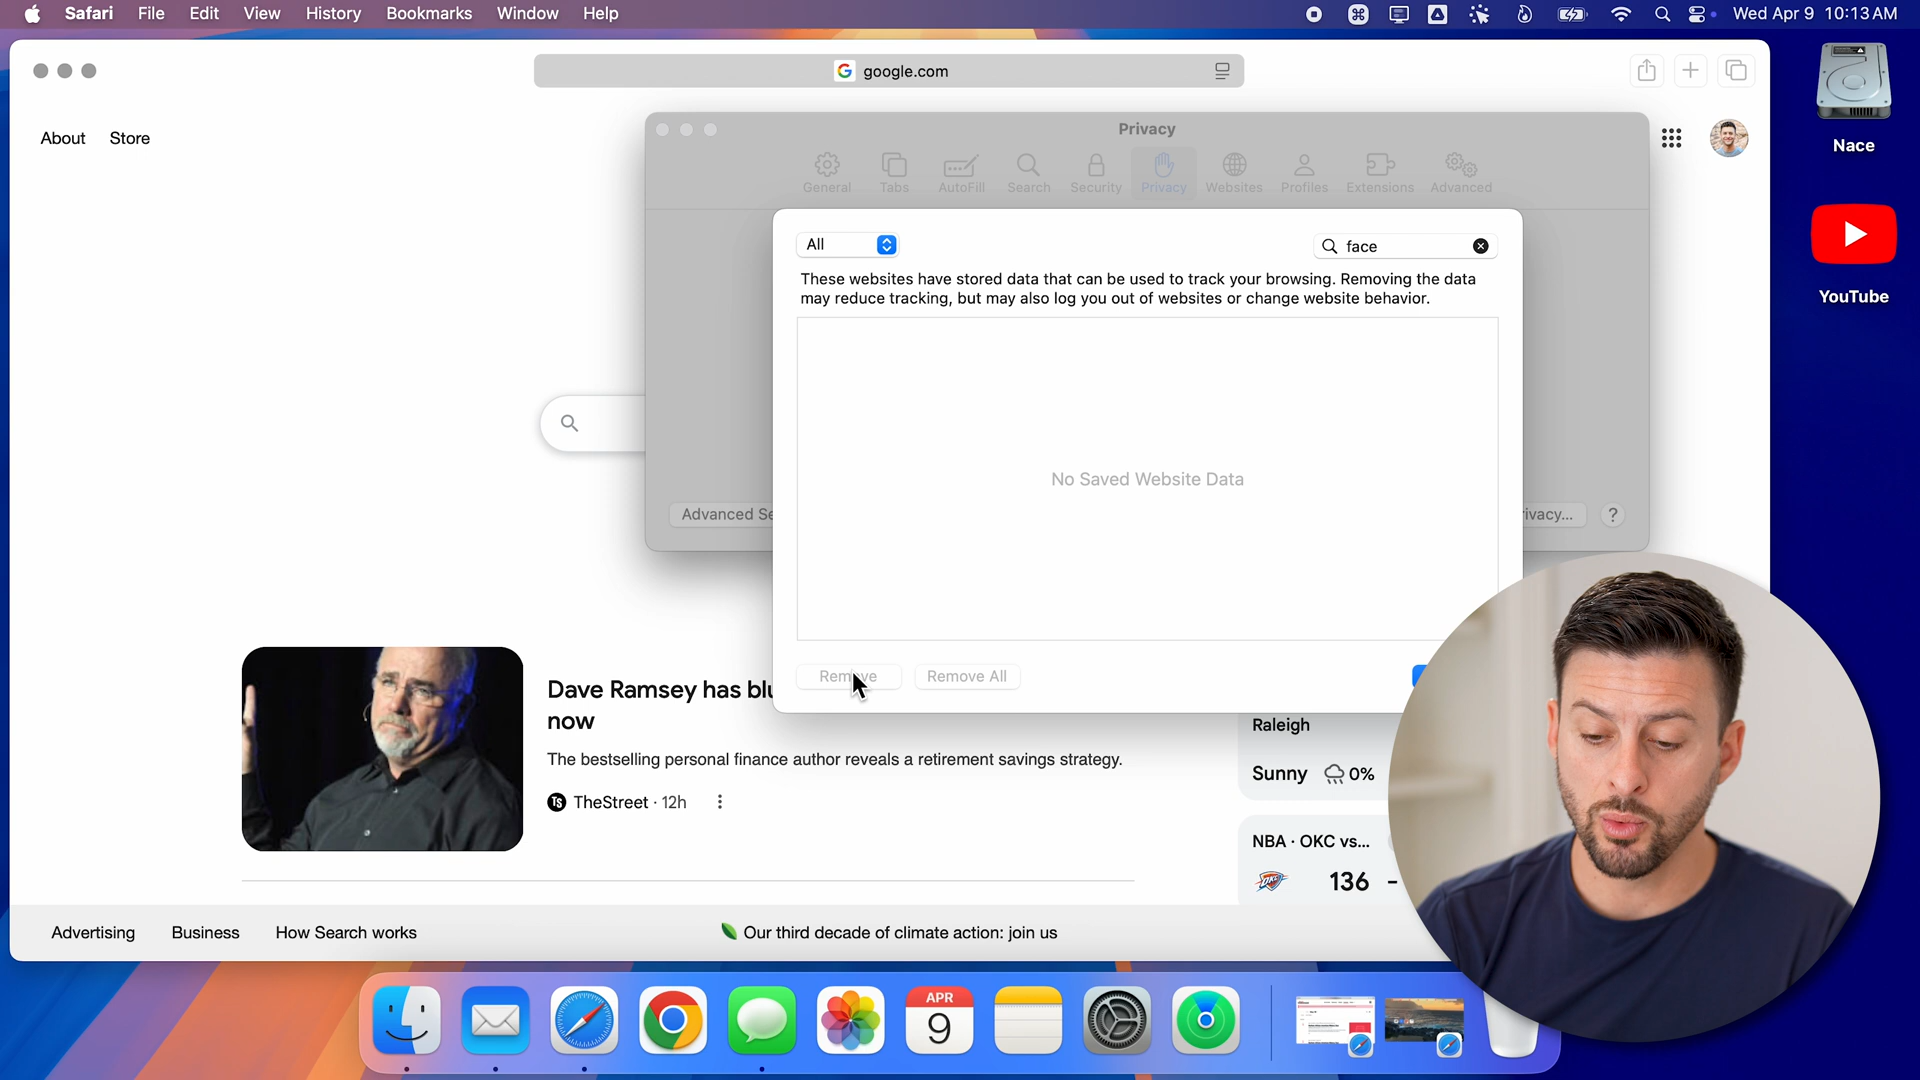 Safari File Edit View History Bookmarks Window Help Wed Apr 9 10:13 AM
google.com
About Store
Privacy
General Tabs AutoFill Search Security Privacy Websites Profiles Extensions Advanced
All
face
These websites have stored data that can be used to track your browsing. Removing the data
may reduce tracking, but may also log you out of websites or change website behavior.
No Saved Website Data
Advanced Se
rivacy... ?
Remove Remove All
Nace
YouTube
Dave Ramsey has blu
now
The bestselling personal finance author reveals a retirement savings strategy.
TS TheStreet · 12h
Raleigh
Sunny 0%
NBA · OKC vs...
OKC 136 -
Advertising Business How Search works Our third decade of climate action: join us
APR
9